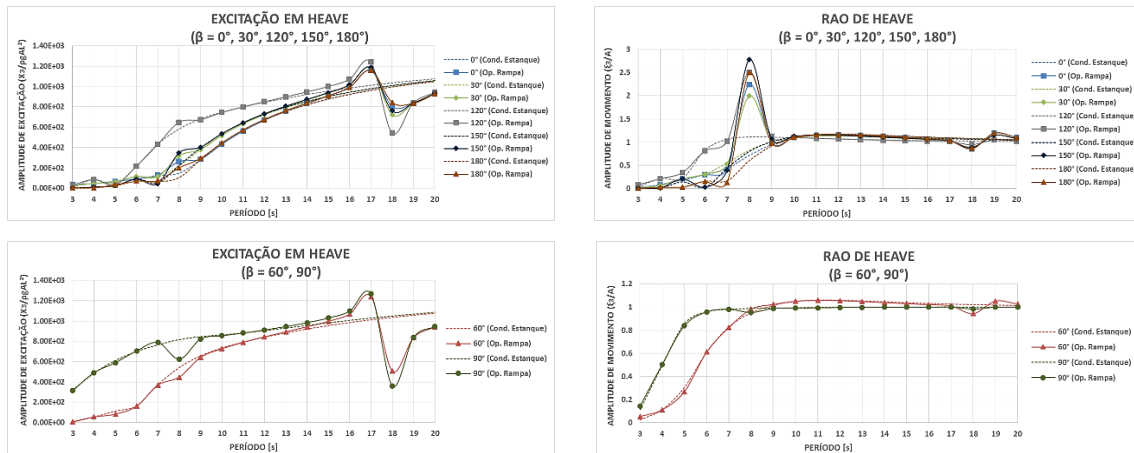 EXCITAÇÃO EM HEAVE
(β = 0°, 30°, 120°, 150°, 180°)
AMPLITUDE DE EXCITAÇÃO (X3/ρgAL²)
1.40E+03
1.20E+03
1.00E+03
8.00E+02
6.00E+02
4.00E+02
2.00E+02
0.00E+00
3 4 5 6 7 8 9 10 11 12 13 14 15 16 17 18 19 20
PERÍODO [s]
0° (Cond. Estanque)
0° (Op. Rampa)
30° (Cond. Estanque)
30° (Op. Rampa)
120° (Cond. Estanque)
120° (Op. Rampa)
150° (Cond. Estanque)
150° (Op. Rampa)
180° (Cond. Estanque)
180° (Op. Rampa)
RAO DE HEAVE
(β = 0°, 30°, 120°, 150°, 180°)
AMPLITUDE DE MOVIMENTO (ξ3/A)
3
2.5
2
1.5
1
0.5
0
3 4 5 6 7 8 9 10 11 12 13 14 15 16 17 18 19 20
PERÍODO [s]
0° (Cond. Estanque)
0° (Op. Rampa)
30° (Cond. Estanque)
30° (Op. Rampa)
120° (Cond. Estanque)
120° (Op. Rampa)
150° (Cond. Estanque)
150° (Op. Rampa)
180° (Cond. Estanque)
180° (Op. Rampa)
EXCITAÇÃO EM HEAVE
(β = 60°, 90°)
AMPLITUDE DE EXCITAÇÃO (X3/ρgAL²)
1.40E+03
1.20E+03
1.00E+03
8.00E+02
6.00E+02
4.00E+02
2.00E+02
0.00E+00
3 4 5 6 7 8 9 10 11 12 13 14 15 16 17 18 19 20
PERÍODO [s]
60° (Cond. Estanque)
60° (Op. Rampa)
90° (Cond. Estanque)
90° (Op. Rampa)
RAO DE HEAVE
(β = 60°, 90°)
AMPLITUDE DE MOVIMENTO (ξ3/A)
1.2
1
0.8
0.6
0.4
0.2
0
3 4 5 6 7 8 9 10 11 12 13 14 15 16 17 18 19 20
PERÍODO [s]
60° (Cond. Estanque)
60° (Op. Rampa)
90° (Cond. Estanque)
90° (Op. Rampa)